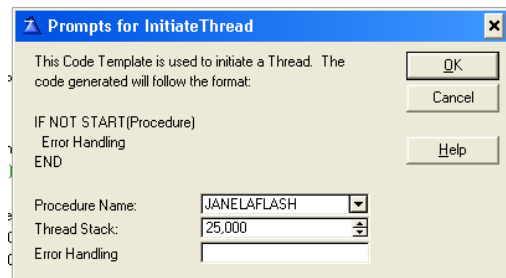 Prompts for InitiateThread
This Code Template is used to initiate a Thread. The
code generated will follow the format:
IF NOT START(Procedure)
Error Handling
END
Procedure Name: JANELAFLASH
Thread Stack: 25,000
Error Handling
OK
Cancel
Help